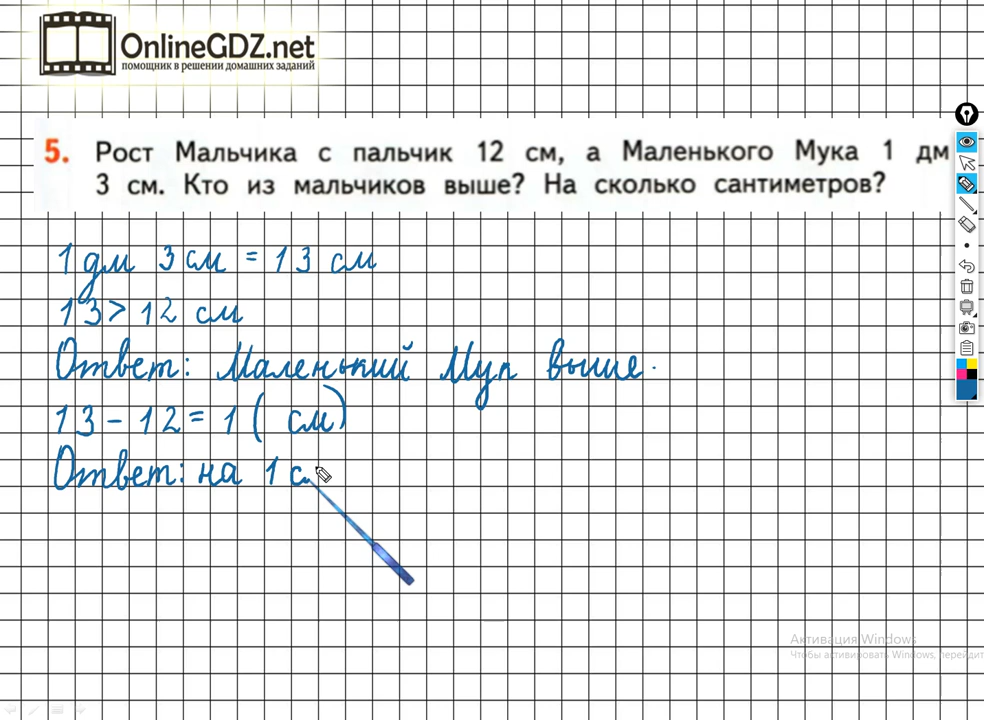 OnlineGDZ.net
помощник в решении домашних заданий
5. Рост Мальчика с пальчик 12 см, а Маленького Мука 1 дм
3 см. Кто из мальчиков выше? На сколько сантиметров?
1 дм 3 см = 13 см
13 > 12 см
Ответ: Маленький Мук выше.
13 - 12 = 1 ( см)
Ответ: на 1 с
Активация Windows
Чтобы активировать Windows, перейдит